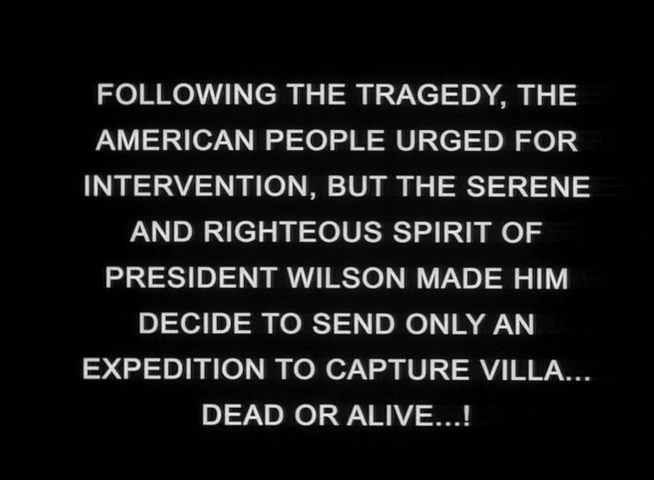 FOLLOWING THE TRAGEDY, THE
AMERICAN PEOPLE URGED FOR
INTERVENTION, BUT THE SERENE
AND RIGHTEOUS SPIRIT OF
PRESIDENT WILSON MADE HIM
DECIDE TO SEND ONLY AN
EXPEDITION TO CAPTURE VILLA...
DEAD OR ALIVE...!